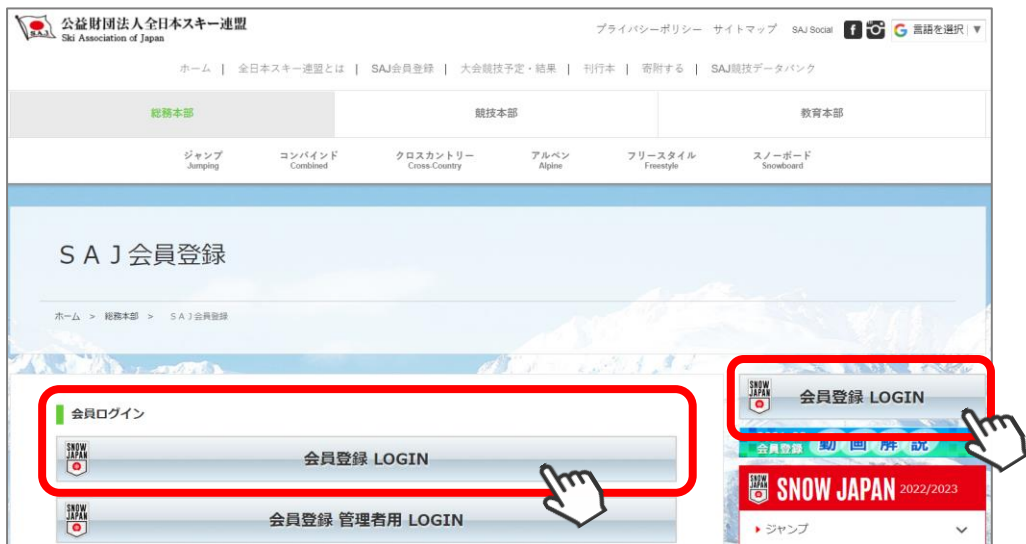 公益財団法人全日本スキー連盟
Ski Association of Japan
プライバシーポリシー サイトマップ SAJ Social 言語を選択 ▼
ホーム | 全日本スキー連盟とは | SAJ会員登録 | 大会競技予定・結果 | 刊行本 | 寄附する | SAJ競技データバンク
総務本部 競技本部 教育本部
ジャンプ コンバインド クロスカントリー アルペン フリースタイル スノーボード
Jumping Combined Cross-Country Alpine Freestyle Snowboard
ＳＡＪ会員登録
ホーム > 総務本部 > ＳＡＪ会員登録
会員ログイン
SNOW JAPAN 会員登録 LOGIN
SNOW JAPAN 会員登録 管理者用 LOGIN
SNOW JAPAN 会員登録 LOGIN
会員登録 動画解説
SNOW JAPAN SNOW JAPAN 2022/2023
ジャンプ